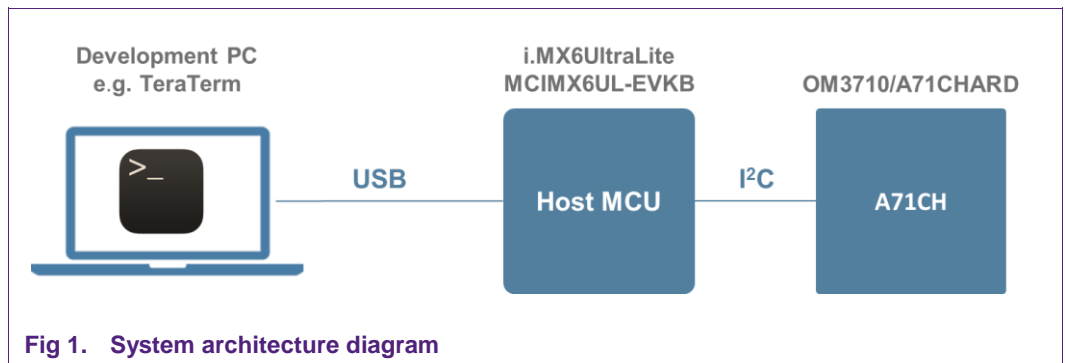 Development PC
e.g. TeraTerm
i.MX6UltraLite
MCIMX6UL-EVKB
OM3710/A71CHARD
>_
USB
Host MCU
I²C
A71CH
Fig 1. System architecture diagram